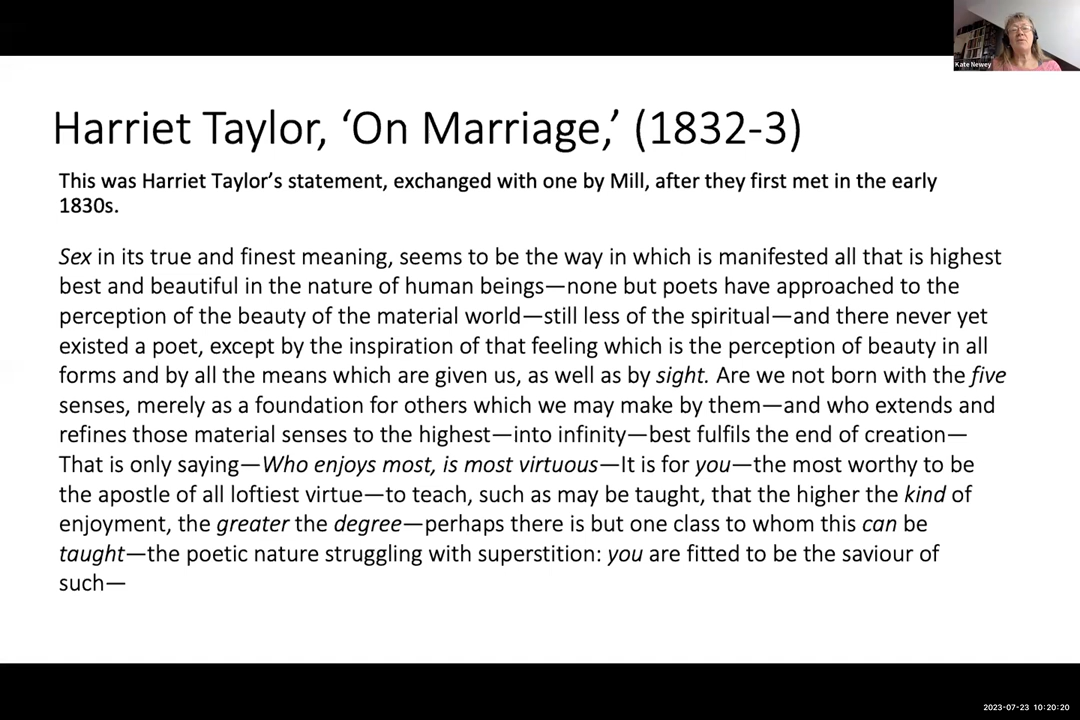 Kate Newey
Harriet Taylor, ‘On Marriage,’ (1832-3)
This was Harriet Taylor’s statement, exchanged with one by Mill, after they first met in the early
1830s.
Sex in its true and finest meaning, seems to be the way in which is manifested all that is highest
best and beautiful in the nature of human beings—none but poets have approached to the
perception of the beauty of the material world—still less of the spiritual—and there never yet
existed a poet, except by the inspiration of that feeling which is the perception of beauty in all
forms and by all the means which are given us, as well as by sight. Are we not born with the five
senses, merely as a foundation for others which we may make by them—and who extends and
refines those material senses to the highest—into infinity—best fulfils the end of creation—
That is only saying—Who enjoys most, is most virtuous—It is for you—the most worthy to be
the apostle of all loftiest virtue—to teach, such as may be taught, that the higher the kind of
enjoyment, the greater the degree—perhaps there is but one class to whom this can be
taught—the poetic nature struggling with superstition: you are fitted to be the saviour of
such—
2023-07-23 10:20:20